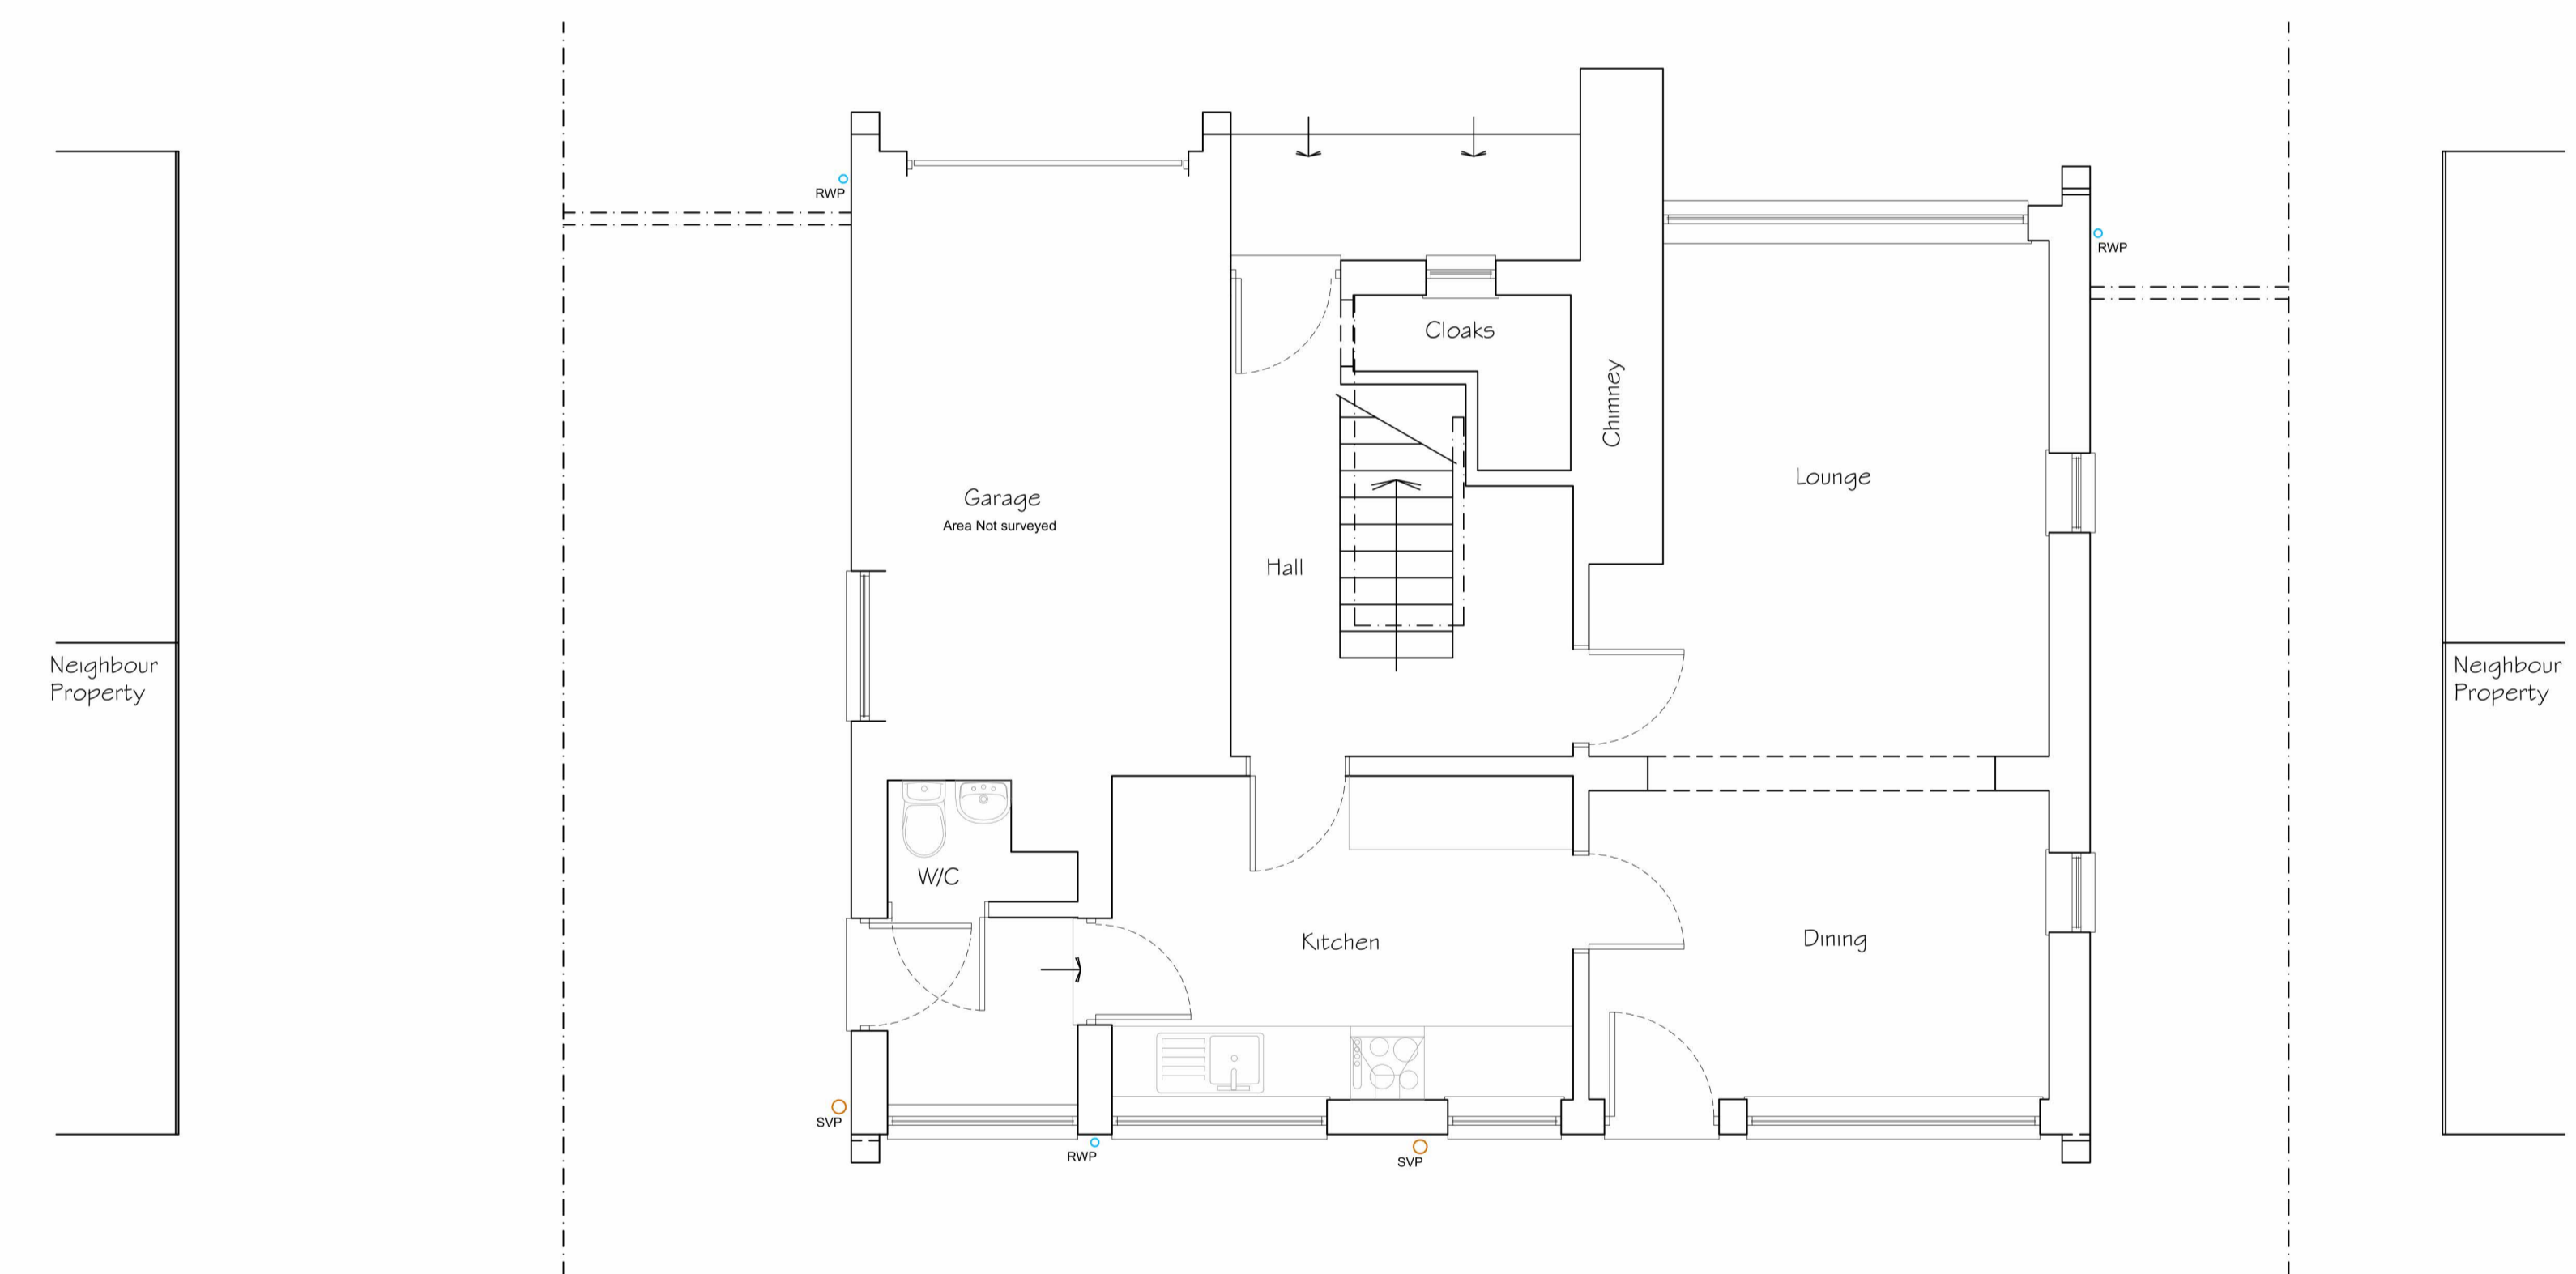 RWP
RWP
Cloaks
Chimney
Lounge
Garage
Area Not surveyed
Hall
Neighbour
Property
Neighbour
Property
W/C
Kitchen
Dining
SVP
RWP
SVP